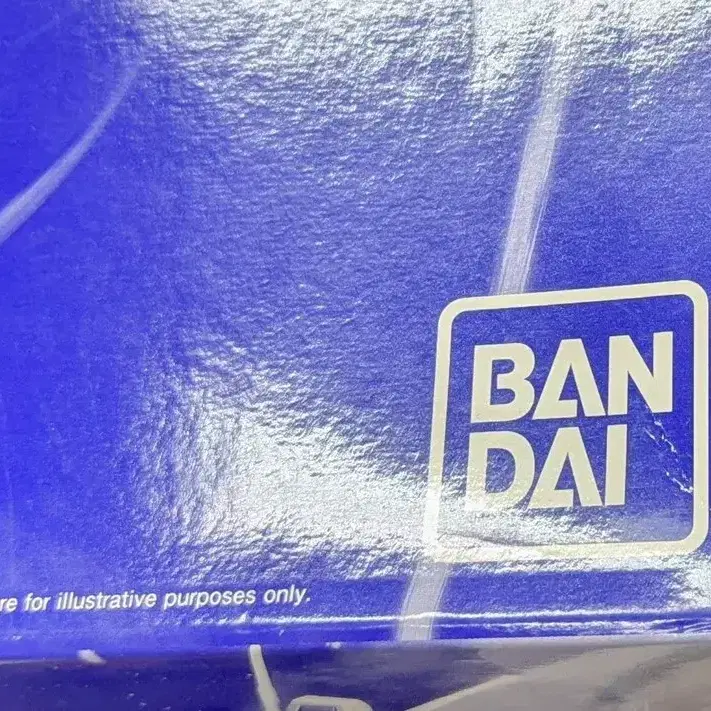 BAN
DAI
re for illustrative purposes only.